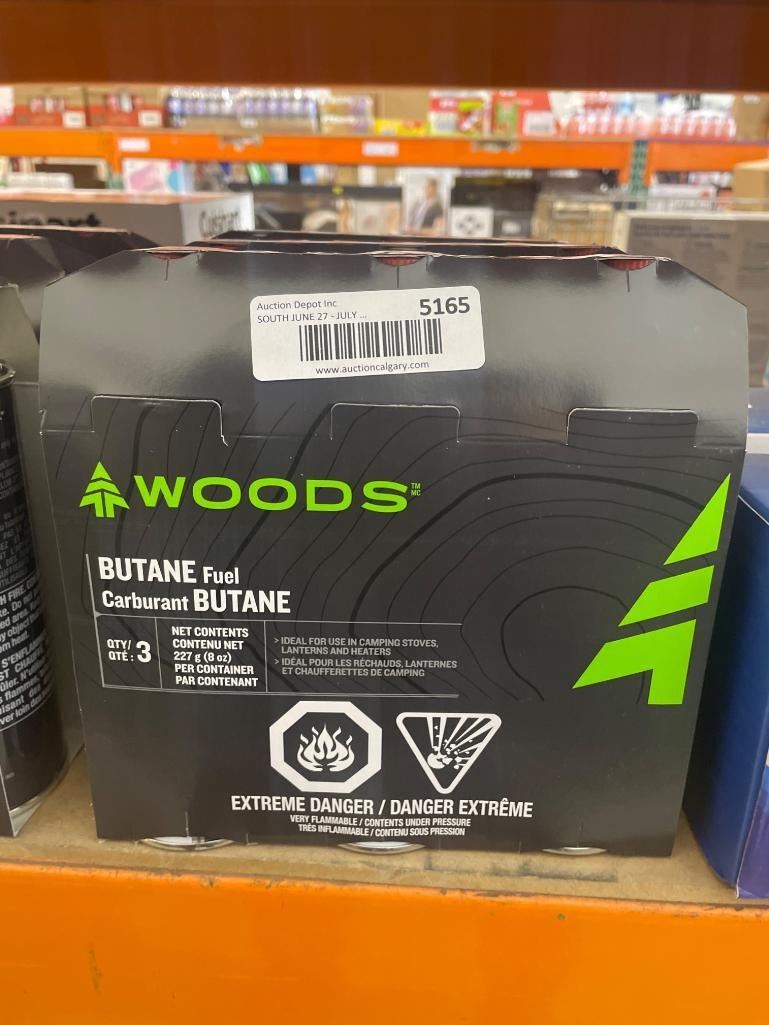 Cuisinart
Auction Depot Inc
5165
SOUTH JUNE 27 - JULY ...
www.auctioncalgary.com
WOODS TM MC
BUTANE Fuel
Carburant BUTANE
QTY/
QTÉ : 3
NET CONTENTS
CONTENU NET
227 g (8 oz)
PER CONTAINER
PAR CONTENANT
> IDEAL FOR USE IN CAMPING STOVES,
LANTERNS AND HEATERS
> IDÉAL POUR LES RÉCHAUDS, LANTERNES
ET CHAUFFERETTES DE CAMPING
EXTREME DANGER / DANGER EXTRÊME
VERY FLAMMABLE / CONTENTS UNDER PRESSURE
TRÈS INFLAMMABLE / CONTENU SOUS PRESSION